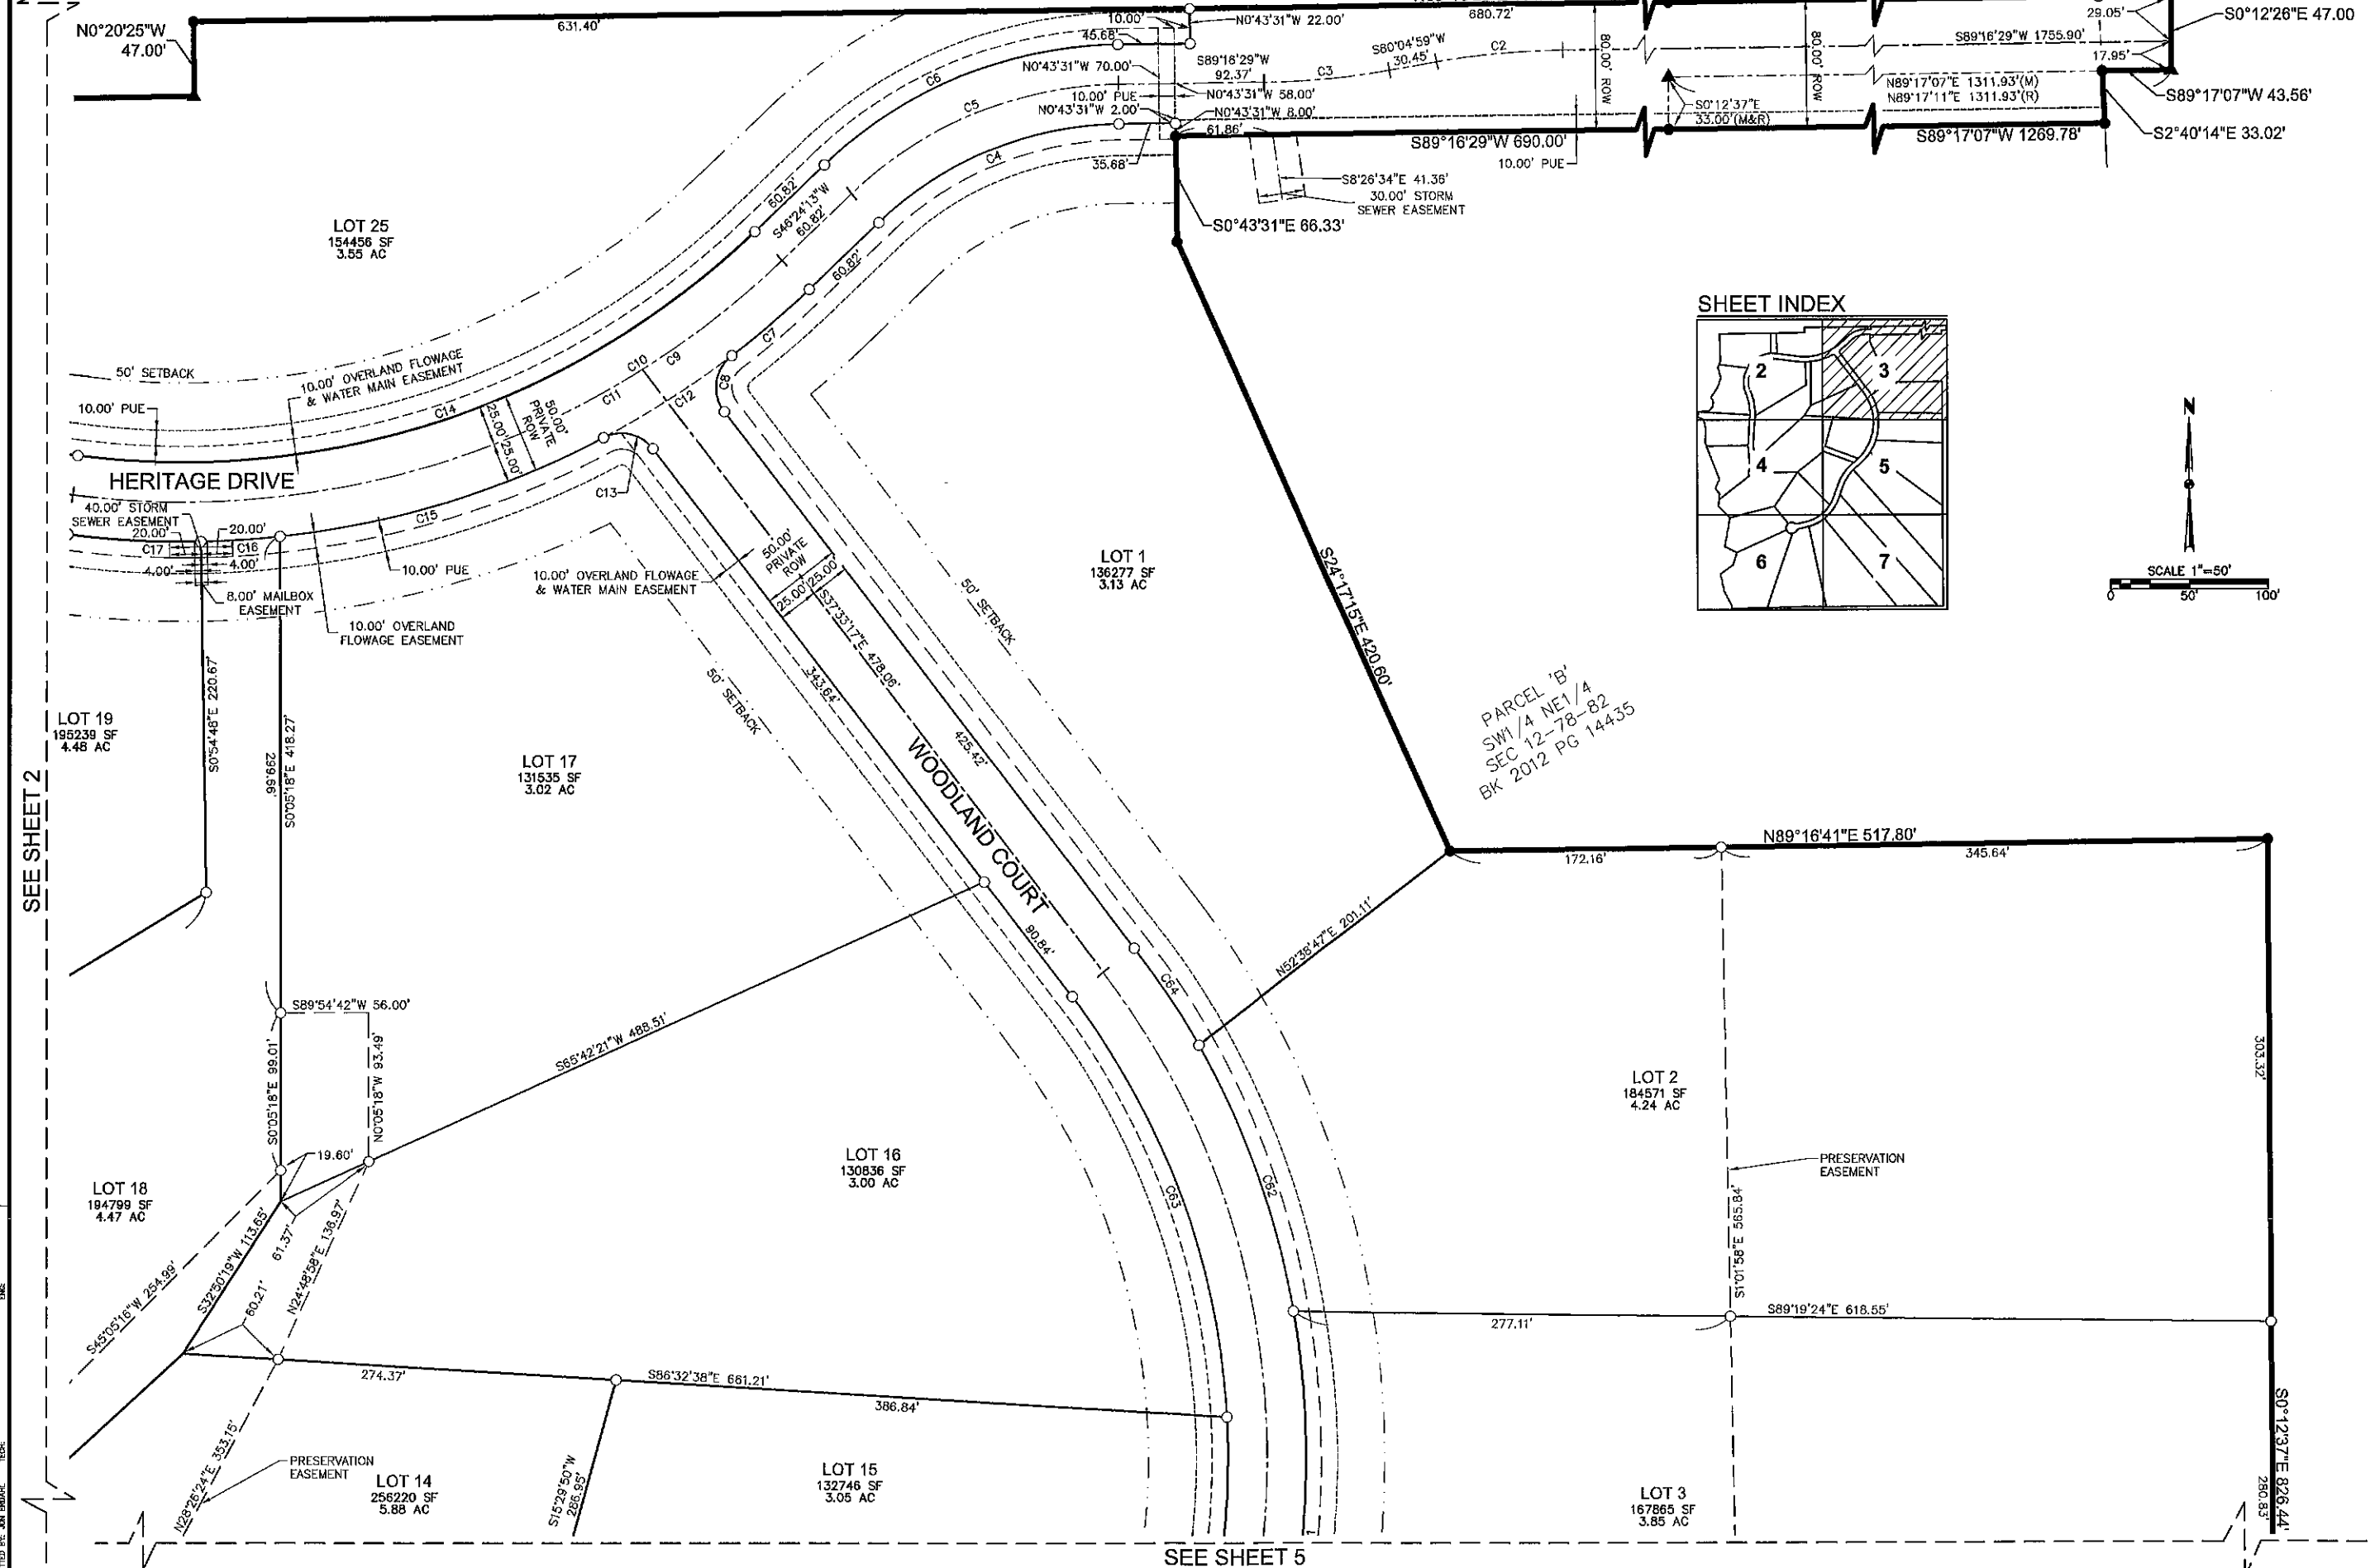 N0°20'25"W
47.00'
631.40'
10.00'
N0°43'31"W 22.00'
680.72'
29.05'
S0°12'26"E 47.00
45.68'
S80°04'59"W
30.45'
C2
S89°16'29"W 1755.90'
17.95'
N0°43'31"W 70.00'
S89°16'29"W
92.37'
C3
C6
C5
10.00' PUE
N0°43'31"W 58.00'
80.00' ROW
80.00' ROW
N89°17'07"E 1311.93'(M)
N89°17'11"E 1311.93'(R)
S89°17'07"W 43.56'
N0°43'31"W 2.00'
N0°43'31"W 8.00'
S0°12'37"E
33.00'(M&R)
61.86'
S89°16'29"W 690.00'
S89°17'07"W 1269.78'
S2°40'14"E 33.02'
C4
35.68'
10.00' PUE
S8°26'34"E 41.36'
30.00' STORM
SEWER EASEMENT
60.82'
S46°24'13"W
60.82'
S0°43'31"E 66.33'
LOT 25
154456 SF
3.55 AC
60.82'
SHEET INDEX
2
3
4
5
6
7
N
SCALE 1"=50'
0
50'
100'
50' SETBACK
10.00' OVERLAND FLOWAGE
& WATER MAIN EASEMENT
C7
C10
C9
C8
C11
C12
10.00' PUE
C14
25.00'
25.00'
50.00'
PRIVATE
ROW
HERITAGE DRIVE
C13
40.00' STORM
SEWER EASEMENT
20.00'
20.00'
C15
C17
C16
4.00'
4.00'
10.00' PUE
8.00' MAILBOX
EASEMENT
10.00' OVERLAND
FLOWAGE EASEMENT
10.00' OVERLAND FLOWAGE
& WATER MAIN EASEMENT
50.00'
PRIVATE
ROW
25.00'
25.00'
LOT 1
136277 SF
3.13 AC
50' SETBACK
S24°17'15"E 420.60'
S37°33'17"E 478.06'
343.64'
50' SETBACK
425.42'
PARCEL 'B'
SW1/4 NE1/4
SEC 12-78-82
BK 2012 PG 14435
S0°54'48"E 220.67'
LOT 19
195239 SF
4.48 AC
S0°05'18"E 418.27'
299.66'
LOT 17
131535 SF
3.02 AC
WOODLAND COURT
SEE SHEET 2
N89°16'41"E 517.80'
172.16'
345.64'
N52°38'47"E 201.11'
90.84'
C64
S89°54'42"W 56.00'
S0°05'18"E 99.01'
N0°05'18"W 93.49'
S65°42'21"W 488.51'
303.32'
LOT 2
184571 SF
4.24 AC
19.60'
LOT 16
130836 SF
3.00 AC
PRESERVATION
EASEMENT
LOT 18
194799 SF
4.47 AC
C63
C62
S45°05'16"W 254.99'
S32°50'19"W 113.65'
61.37'
N24°48'58"E 136.97'
60.21'
S1°01'58"E 565.84'
S89°19'24"E 618.55'
277.11'
274.37'
S86°32'38"E 661.21'
386.84'
N28°26'24"E 353.15'
PRESERVATION
EASEMENT
LOT 14
256220 SF
5.88 AC
S15°29'50"W
286.95'
LOT 15
132746 SF
3.05 AC
LOT 3
167865 SF
3.85 AC
S0°12'37"E 826.44'
280.83'
SEE SHEET 5